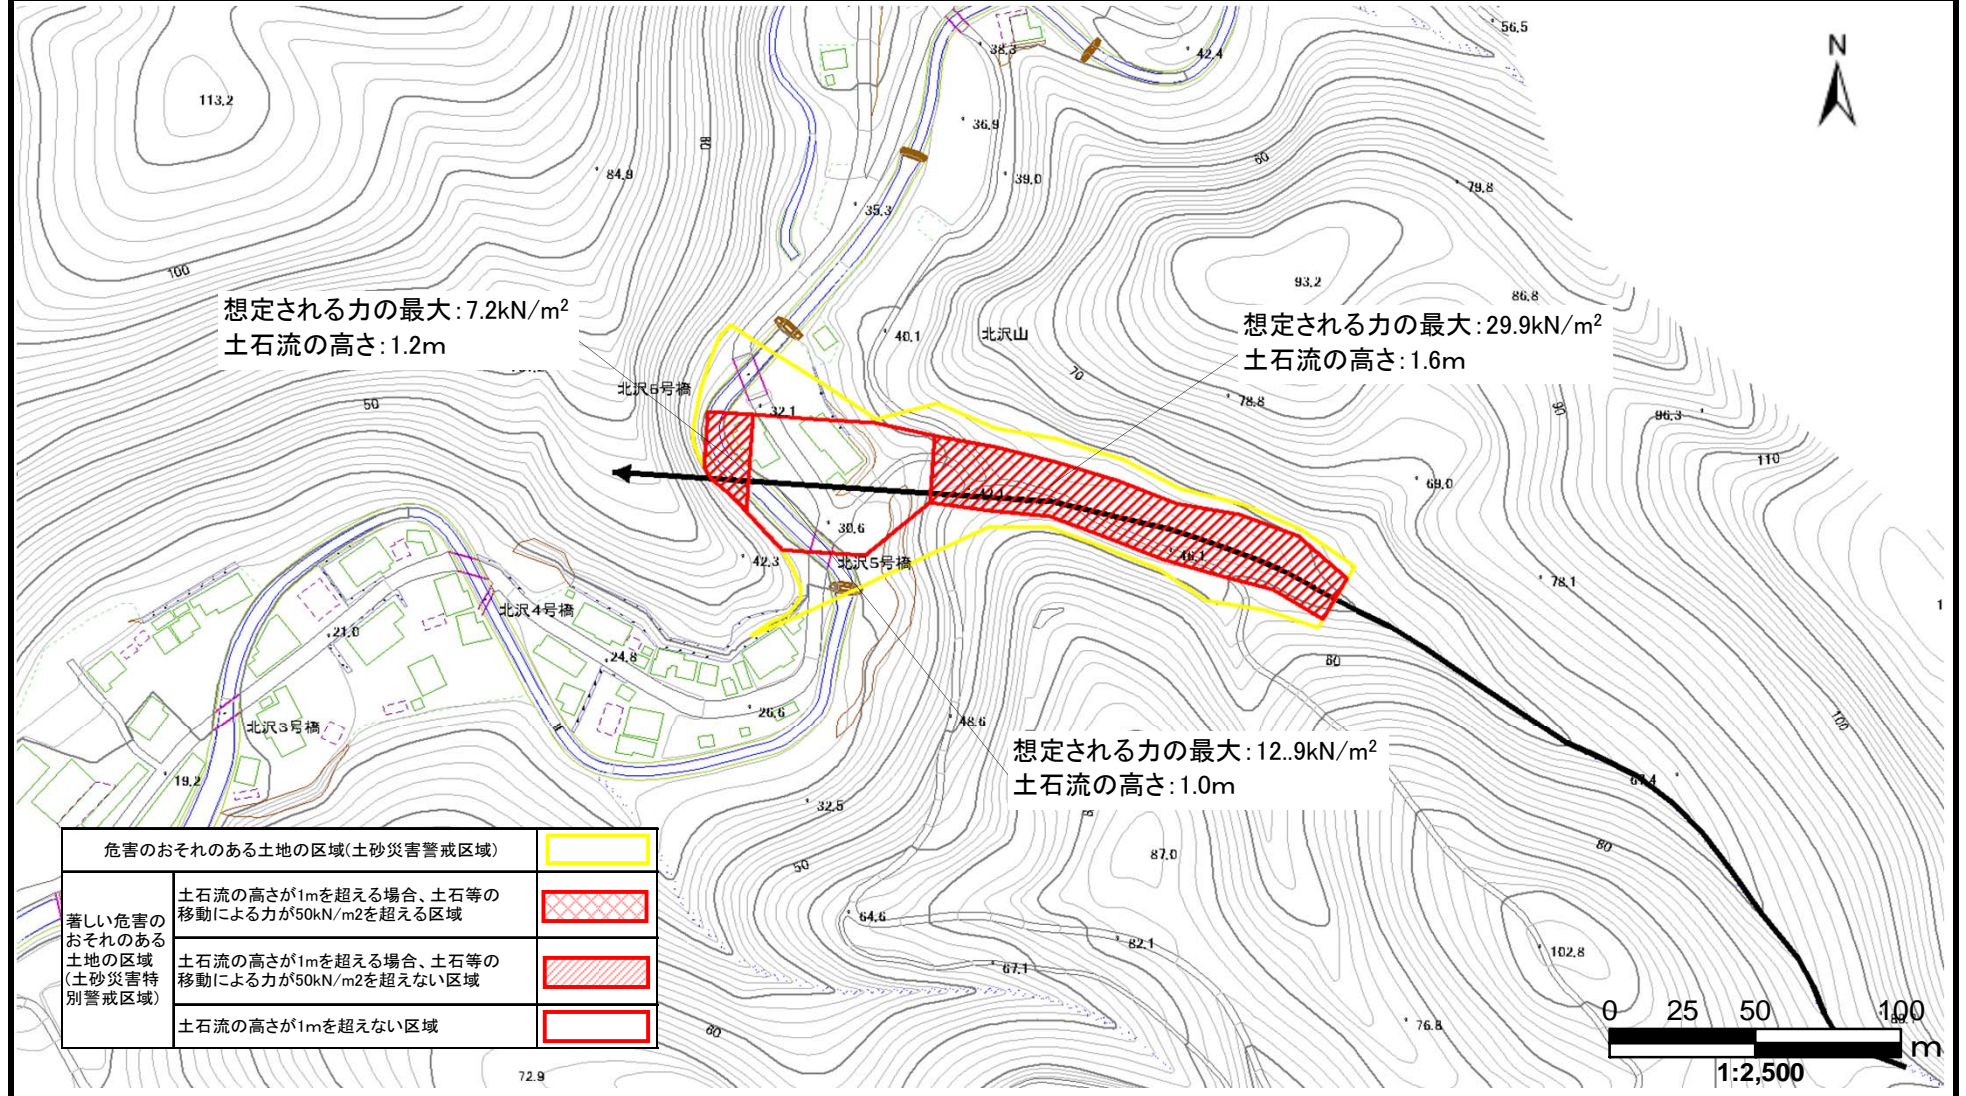 56.5
N
38.3
42.4
113.2
36.9
80
60
84.9
39.0
79.8
35.3
100
93.2
86.8
想定される力の最大:7.2kN/m²
土石流の高さ:1.2m
想定される力の最大:29.9kN/m²
土石流の高さ:1.6m
40.1
北沢山
70
北沢6号橋
50
32.1
78.8
90
96.3
110
69.0
30.6
46.1
42.3
北沢5号橋
78.1
北沢4号橋
21.0
24.8
60
26.6
48.6
100
北沢3号橋
想定される力の最大:12..9kN/m²
土石流の高さ:1.0m
19.2
67.4
32.5
80
87.0
50
危害のおそれのある土地の区域(土砂災害警戒区域)
著しい危害の
おそれのある
土地の区域
(土砂災害特
別警戒区域)
土石流の高さが1mを超える場合、土石等の
移動による力が50kN/m2を超える区域
土石流の高さが1mを超える場合、土石等の
移動による力が50kN/m2を超えない区域
土石流の高さが1mを超えない区域
64.6
82.1
102.8
67.1
76.8
60
72.9
0 25 50 100
m
1:2,500